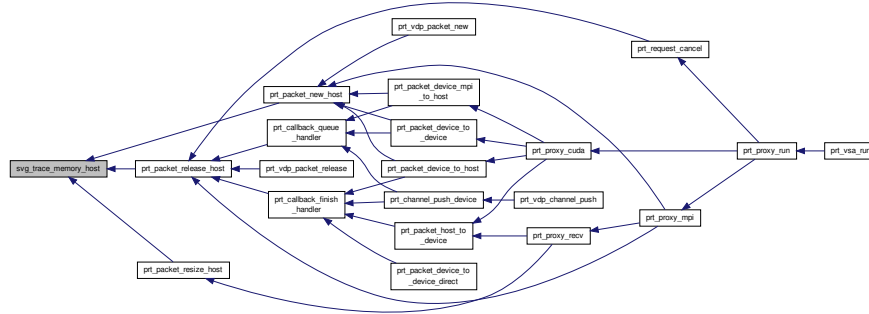 prt_vdp_packet_new
prt_request_cancel
prt_packet_new_host
prt_packet_device_mpi
_to_host
prt_callback_queue
_handler
prt_packet_device_to
_device
prt_proxy_cuda
prt_proxy_run
prt_vsa_run
svg_trace_memory_host
prt_packet_release_host
prt_vdp_packet_release
prt_packet_device_to_host
prt_callback_finish
_handler
prt_channel_push_device
prt_vdp_channel_push
prt_proxy_mpi
prt_packet_host_to
_device
prt_proxy_recv
prt_packet_resize_host
prt_packet_device_to
_device_direct